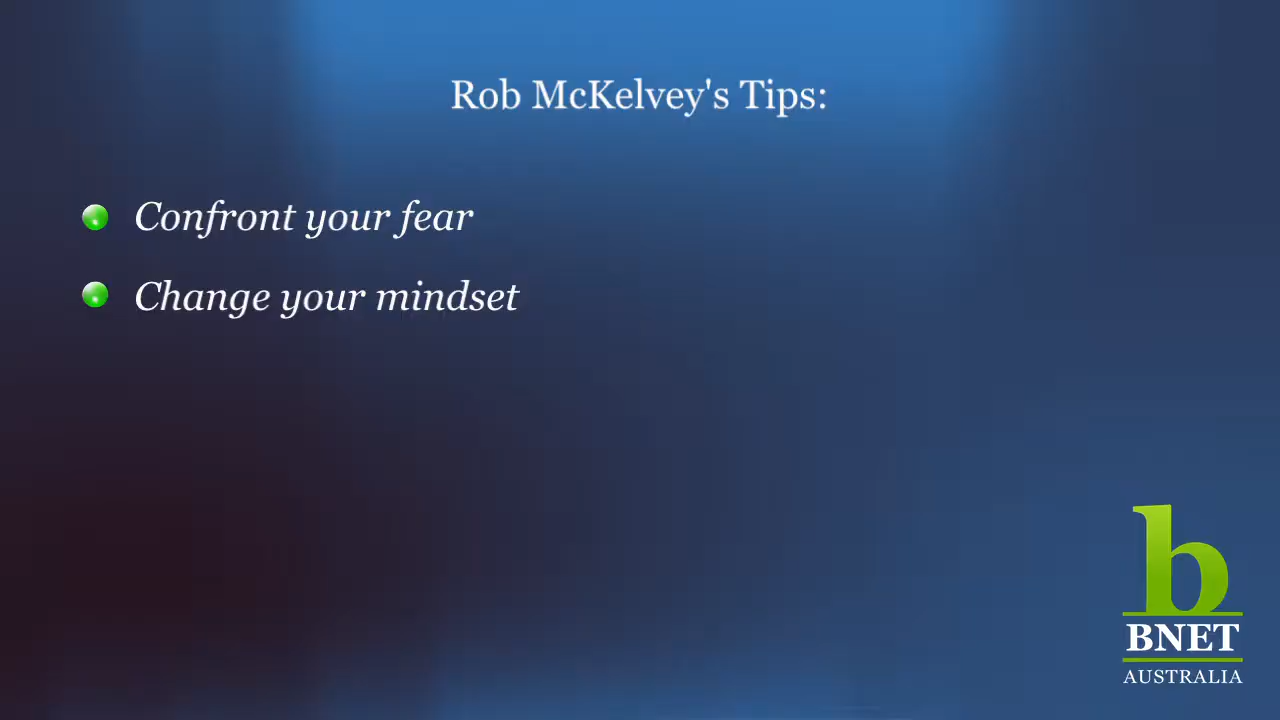 Rob McKelvey's Tips:
Confront your fear
Change your mindset
b
BNET
AUSTRALIA